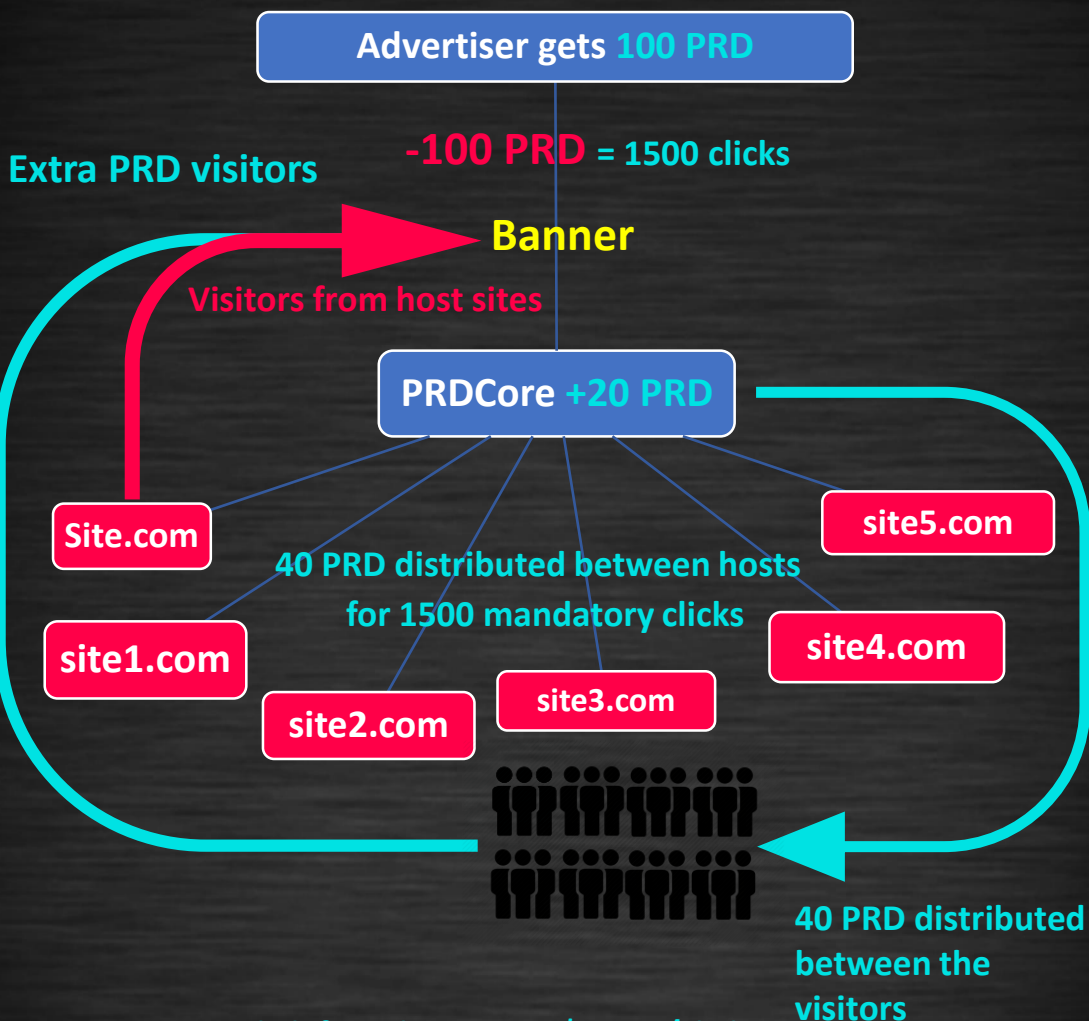 Advertiser gets 100 PRD
-100 PRD = 1500 clicks
Extra PRD visitors
Banner
Visitors from host sites
PRDCore +20 PRD
Site.com
site5.com
40 PRD distributed between hosts
for 1500 mandatory clicks
site1.com
site4.com
site2.com
site3.com
40 PRD distributed
between the
visitors